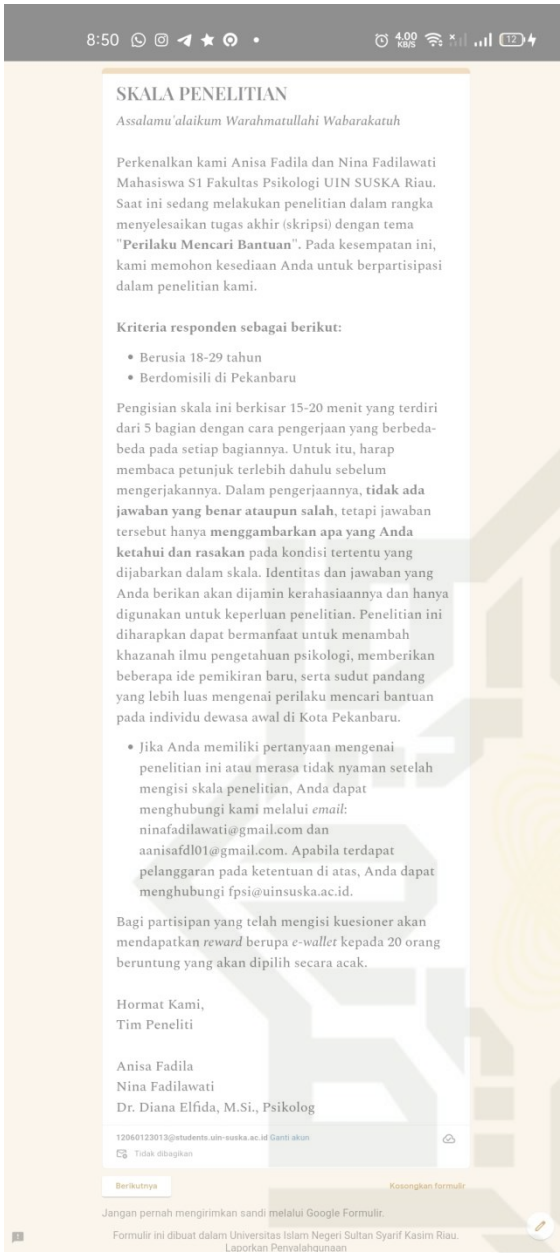 8:50
4.00
KB/S
12
SKALA PENELITIAN
Assalamu'alaikum Warahmatullahi Wabarakatuh
Perkenalkan kami Anisa Fadila dan Nina Fadilawati
Mahasiswa S1 Fakultas Psikologi UIN SUSKA Riau.
Saat ini sedang melakukan penelitian dalam rangka
menyelesaikan tugas akhir (skripsi) dengan tema
"Perilaku Mencari Bantuan". Pada kesempatan ini,
kami memohon kesediaan Anda untuk berpartisipasi
dalam penelitian kami.
Kriteria responden sebagai berikut:
• Berusia 18-29 tahun
• Berdomisili di Pekanbaru
Pengisian skala ini berkisar 15-20 menit yang terdiri
dari 5 bagian dengan cara pengerjaan yang berbeda-
beda pada setiap bagiannya. Untuk itu, harap
membaca petunjuk terlebih dahulu sebelum
mengerjakannya. Dalam pengerjaannya, tidak ada
jawaban yang benar ataupun salah, tetapi jawaban
tersebut hanya menggambarkan apa yang Anda
ketahui dan rasakan pada kondisi tertentu yang
dijabarkan dalam skala. Identitas dan jawaban yang
Anda berikan akan dijamin kerahasiaannya dan hanya
digunakan untuk keperluan penelitian. Penelitian ini
diharapkan dapat bermanfaat untuk menambah
khazanah ilmu pengetahuan psikologi, memberikan
beberapa ide pemikiran baru, serta sudut pandang
yang lebih luas mengenai perilaku mencari bantuan
pada individu dewasa awal di Kota Pekanbaru.
• Jika Anda memiliki pertanyaan mengenai
penelitian ini atau merasa tidak nyaman setelah
mengisi skala penelitian, Anda dapat
menghubungi kami melalui email:
ninafadilawati@gmail.com dan
aanisafdl01@gmail.com. Apabila terdapat
pelanggaran pada ketentuan di atas, Anda dapat
menghubungi fpsi@uinsuska.ac.id.
Bagi partisipan yang telah mengisi kuesioner akan
mendapatkan reward berupa e-wallet kepada 20 orang
beruntung yang akan dipilih secara acak.
Hormat Kami,
Tim Peneliti
Anisa Fadila
Nina Fadilawati
Dr. Diana Elfida, M.Si., Psikolog
12060123013@students.uin-suska.ac.id Ganti akun
Tidak dibagikan
Berikutnya
Kosongkan formulir
Jangan pernah mengirimkan sandi melalui Google Formulir.
Formulir ini dibuat dalam Universitas Islam Negeri Sultan Syarif Kasim Riau.
Laporkan Penyalahgunaan